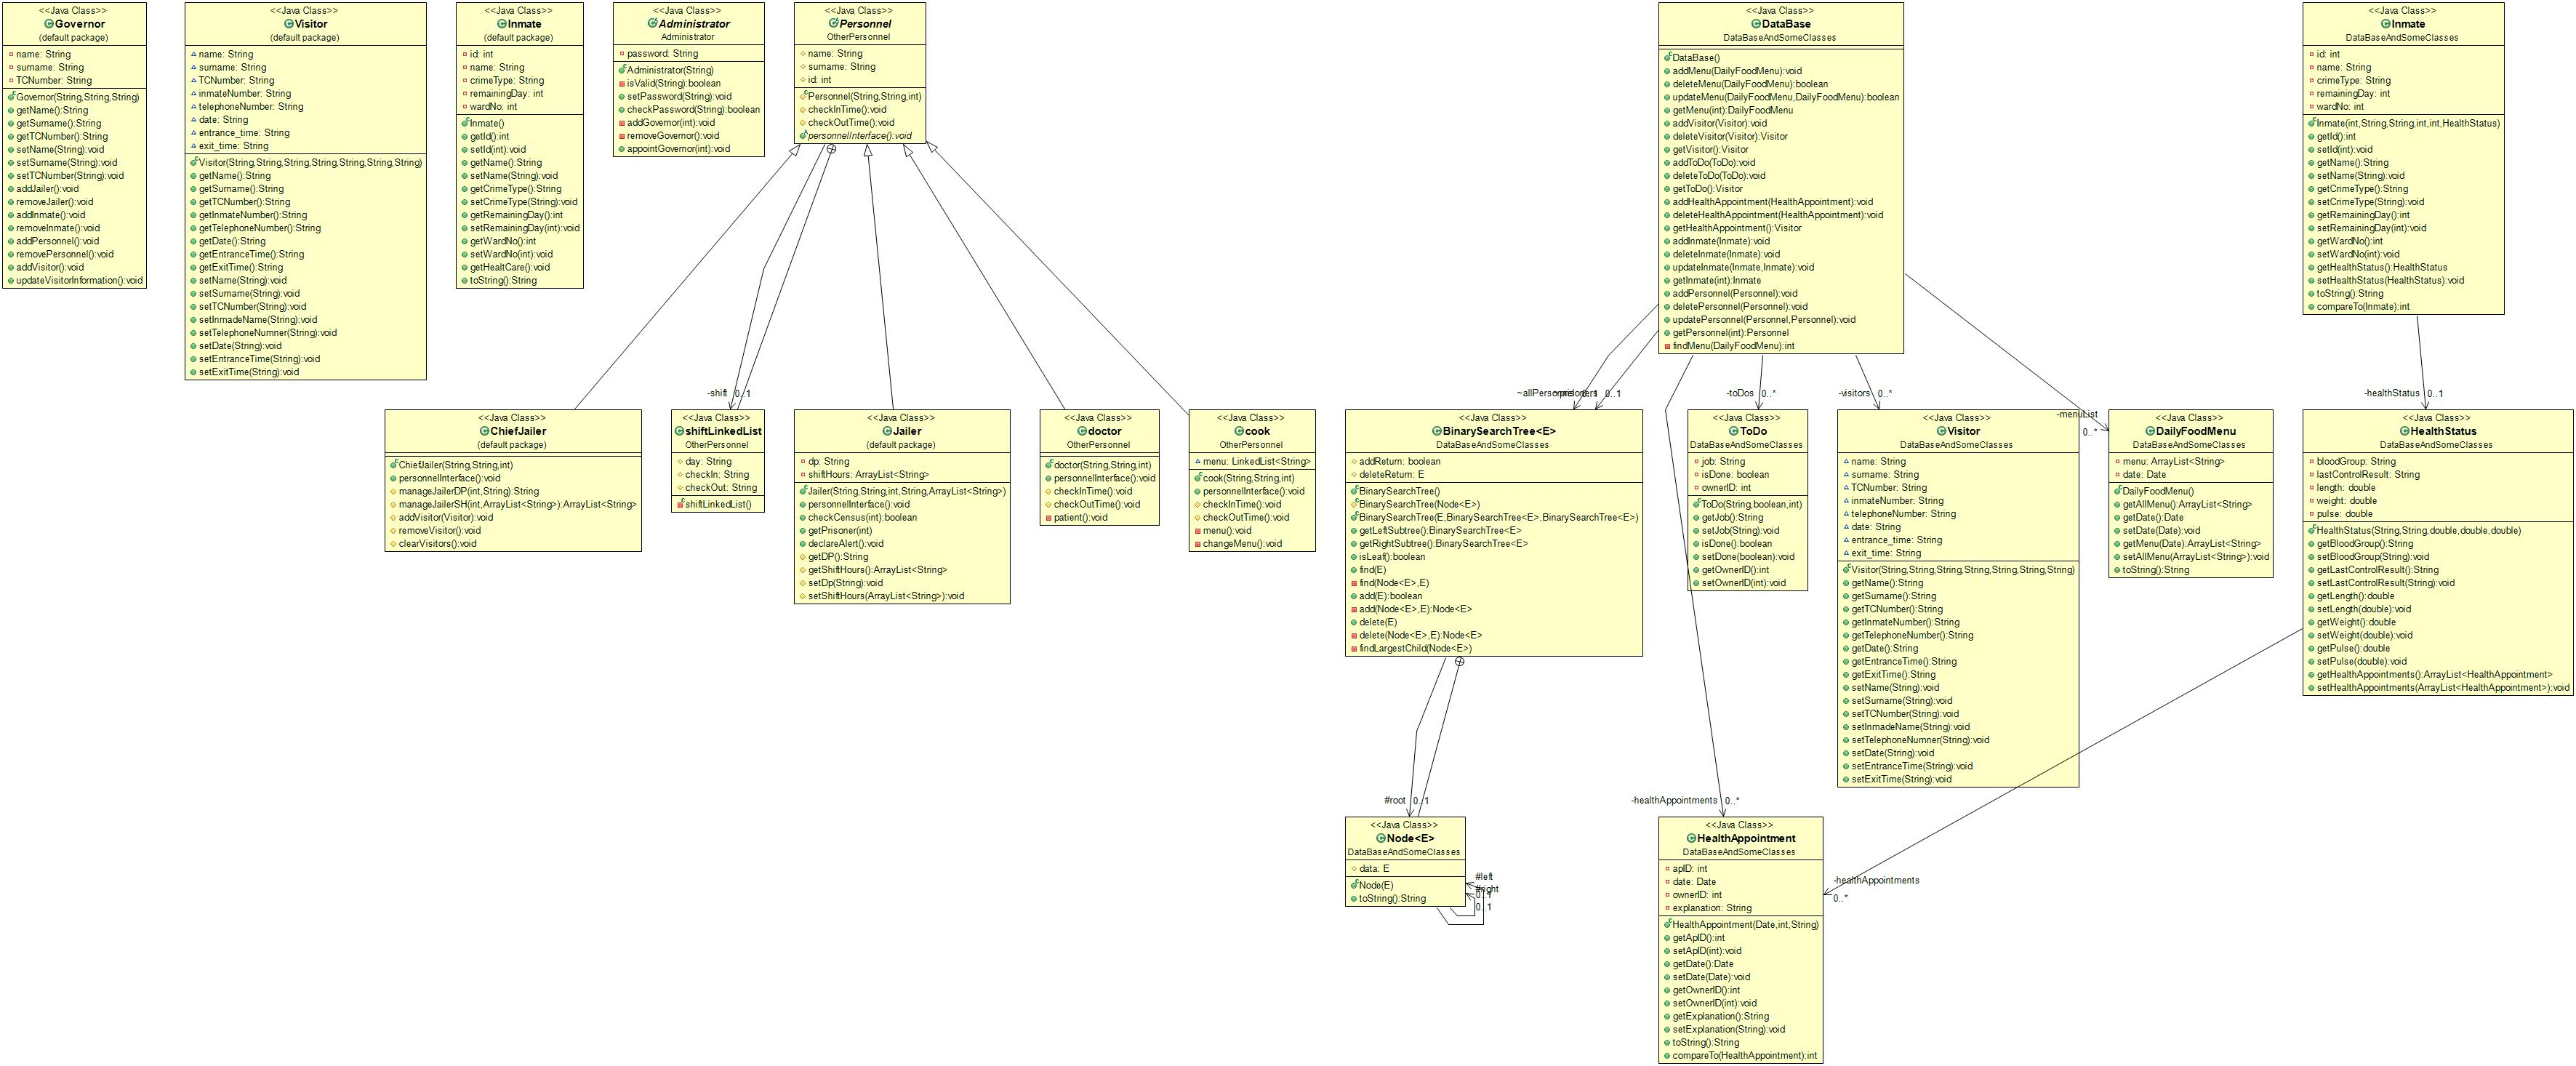 <<Java Class>>
Governor
(default package)
name: String
surname: String
TCNumber: String
Governor(String,String,String)
getName():String
getSurname():String
getTCNumber():String
setName(String):void
setSurname(String):void
setTCNumber(String):void
addJailer():void
removeJailer():void
addInmate():void
removeInmate():void
addPersonnel():void
removePersonnel():void
addVisitor():void
updateVisitorInformation():void
<<Java Class>>
Visitor
(default package)
name: String
surname: String
TCNumber: String
inmateNumber: String
telephoneNumber: String
date: String
entrance_time: String
exit_time: String
Visitor(String,String,String,String,String,String,String)
getName():String
getSurname():String
getTCNumber():String
getInmateNumber():String
getTelephoneNumber():String
getDate():String
getEntranceTime():String
getExitTime():String
setName(String):void
setSurname(String):void
setTCNumber(String):void
setInmadeName(String):void
setTelephoneNumner(String):void
setDate(String):void
setEntranceTime(String):void
setExitTime(String):void
<<Java Class>>
Inmate
(default package)
id: int
name: String
crimeType: String
remainingDay: int
wardNo: int
Inmate()
getId():int
setId(int):void
getName():String
setName(String):void
getCrimeType():String
setCrimeType(String):void
getRemainingDay():int
setRemainingDay(int):void
getWardNo():int
setWardNo(int):void
getHealtCare():void
toString():String
<<Java Class>>
Administrator
Administrator
password: String
Administrator(String)
isValid(String):boolean
setPassword(String):void
checkPassword(String):boolean
addGovernor(int):void
removeGovernor():void
appointGovernor(int):void
<<Java Class>>
Personnel
OtherPersonnel
name: String
surname: String
id: int
Personnel(String,String,int)
checkInTime():void
checkOutTime():void
personnelInterface():void
<<Java Class>>
DataBase
DataBaseAndSomeClasses
DataBase()
addMenu(DailyFoodMenu):void
deleteMenu(DailyFoodMenu):boolean
updateMenu(DailyFoodMenu,DailyFoodMenu):boolean
getMenu(int):DailyFoodMenu
addVisitor(Visitor):void
deleteVisitor(Visitor):Visitor
getVisitor():Visitor
addToDo(ToDo):void
deleteToDo(ToDo):void
getToDo():Visitor
addHealthAppointment(HealthAppointment):void
deleteHealthAppointment(HealthAppointment):void
getHealthAppointment():Visitor
addInmate(Inmate):void
deleteInmate(Inmate):void
updateInmate(Inmate,Inmate):void
getInmate(int):Inmate
addPersonnel(Personnel):void
deletePersonnel(Personnel):void
updatePersonnel(Personnel,Personnel):void
getPersonnel(int):Personnel
findMenu(DailyFoodMenu):int
<<Java Class>>
Inmate
DataBaseAndSomeClasses
id: int
name: String
crimeType: String
remainingDay: int
wardNo: int
Inmate(int,String,String,int,int,HealthStatus)
getId():int
setId(int):void
getName():String
setName(String):void
getCrimeType():String
setCrimeType(String):void
getRemainingDay():int
setRemainingDay(int):void
getWardNo():int
setWardNo(int):void
getHealthStatus():HealthStatus
setHealthStatus(HealthStatus):void
toString():String
compareTo(Inmate):int
-shift 0..1
0..1
-toDos 0..*
-visitors 0..*
-menuList
0..*
-healthStatus 0..1
<<Java Class>>
ChiefJailer
(default package)
ChiefJailer(String,String,int)
personnelInterface():void
manageJailerDP(int,String):String
manageJailerSH(int,ArrayList<String>):ArrayList<String>
addVisitor(Visitor):void
removeVisitor():void
clearVisitors():void
<<Java Class>>
shiftLinkedList
OtherPersonnel
day: String
checkIn: String
checkOut: String
shiftLinkedList()
<<Java Class>>
Jailer
(default package)
dp: String
shiftHours: ArrayList<String>
Jailer(String,String,int,String,ArrayList<String>)
personnelInterface():void
checkCensus(int):boolean
getPrisoner(int)
declareAlert():void
getDP():String
getShiftHours():ArrayList<String>
setDp(String):void
setShiftHours(ArrayList<String>):void
<<Java Class>>
doctor
OtherPersonnel
doctor(String,String,int)
personnelInterface():void
checkInTime():void
checkOutTime():void
patient():void
<<Java Class>>
cook
OtherPersonnel
menu: LinkedList<String>
cook(String,String,int)
personnelInterface():void
checkInTime():void
checkOutTime():void
menu():void
changeMenu():void
<<Java Class>>
BinarySearchTree<E>
DataBaseAndSomeClasses
addReturn: boolean
deleteReturn: E
BinarySearchTree()
BinarySearchTree(Node<E>)
BinarySearchTree(E,BinarySearchTree<E>,BinarySearchTree<E>)
getLeftSubtree():BinarySearchTree<E>
getRightSubtree():BinarySearchTree<E>
isLeaf():boolean
find(E)
find(Node<E>,E)
add(E):boolean
add(Node<E>,E):Node<E>
delete(E)
delete(Node<E>,E):Node<E>
findLargestChild(Node<E>)
<<Java Class>>
ToDo
DataBaseAndSomeClasses
job: String
isDone: boolean
ownerID: int
ToDo(String,boolean,int)
getJob():String
setJob(String):void
isDone():boolean
setDone(boolean):void
getOwnerID():int
setOwnerID(int):void
<<Java Class>>
Visitor
DataBaseAndSomeClasses
name: String
surname: String
TCNumber: String
inmateNumber: String
telephoneNumber: String
date: String
entrance_time: String
exit_time: String
Visitor(String,String,String,String,String,String,String)
getName():String
getSurname():String
getTCNumber():String
getInmateNumber():String
getTelephoneNumber():String
getDate():String
getEntranceTime():String
getExitTime():String
setName(String):void
setSurname(String):void
setTCNumber(String):void
setInmadeName(String):void
setTelephoneNumner(String):void
setDate(String):void
setEntranceTime(String):void
setExitTime(String):void
<<Java Class>>
DailyFoodMenu
DataBaseAndSomeClasses
menu: ArrayList<String>
date: Date
DailyFoodMenu()
getAllMenu():ArrayList<String>
getDate():Date
setDate(Date):void
getMenu(Date):ArrayList<String>
setAllMenu(ArrayList<String>):void
toString():String
<<Java Class>>
HealthStatus
DataBaseAndSomeClasses
bloodGroup: String
lastControlResult: String
length: double
weight: double
pulse: double
HealthStatus(String,String,double,double,double)
getBloodGroup():String
setBloodGroup(String):void
getLastControlResult():String
setLastControlResult(String):void
getLength():double
setLength(double):void
getWeight():double
setWeight(double):void
getPulse():double
setPulse(double):void
getHealthAppointments():ArrayList<HealthAppointment>
setHealthAppointments(ArrayList<HealthAppointment>):void
#root 0..1
-healthAppointments 0..*
<<Java Class>>
Node<E>
DataBaseAndSomeClasses
data: E
Node(E)
toString():String
#left
#right
0..1
0..1
<<Java Class>>
HealthAppointment
DataBaseAndSomeClasses
apID: int
date: Date
ownerID: int
explanation: String
HealthAppointment(Date,int,String)
getApID():int
setApID(int):void
getDate():Date
setDate(Date):void
getOwnerID():int
setOwnerID(int):void
getExplanation():String
setExplanation(String):void
toString():String
compareTo(HealthAppointment):int
-healthAppointments
0..*